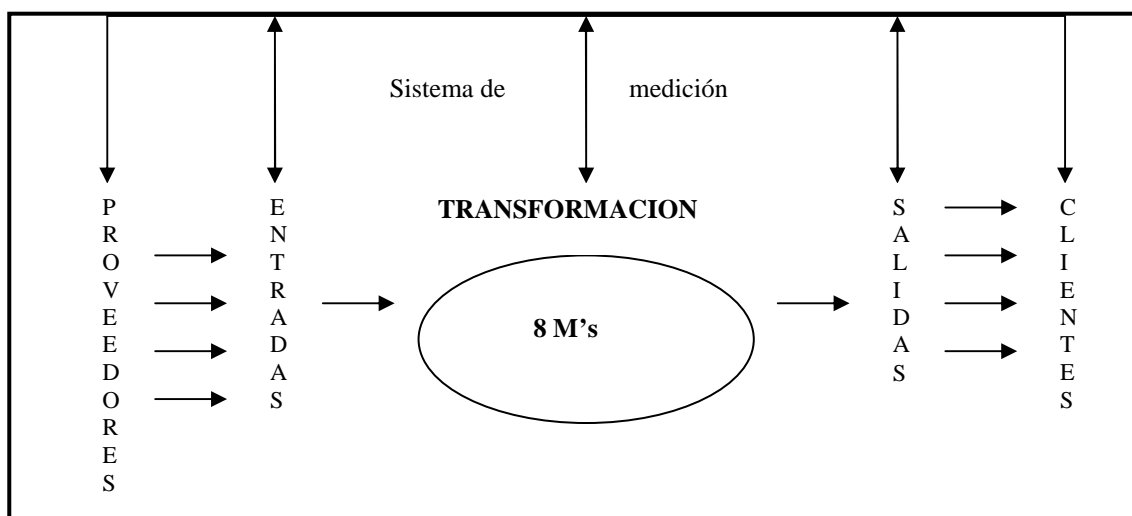 Sistema de medición
PROVEEDORES
ENTRADAS
TRANSFORMACION
8 M’s
SALIDAS
CLIENTES